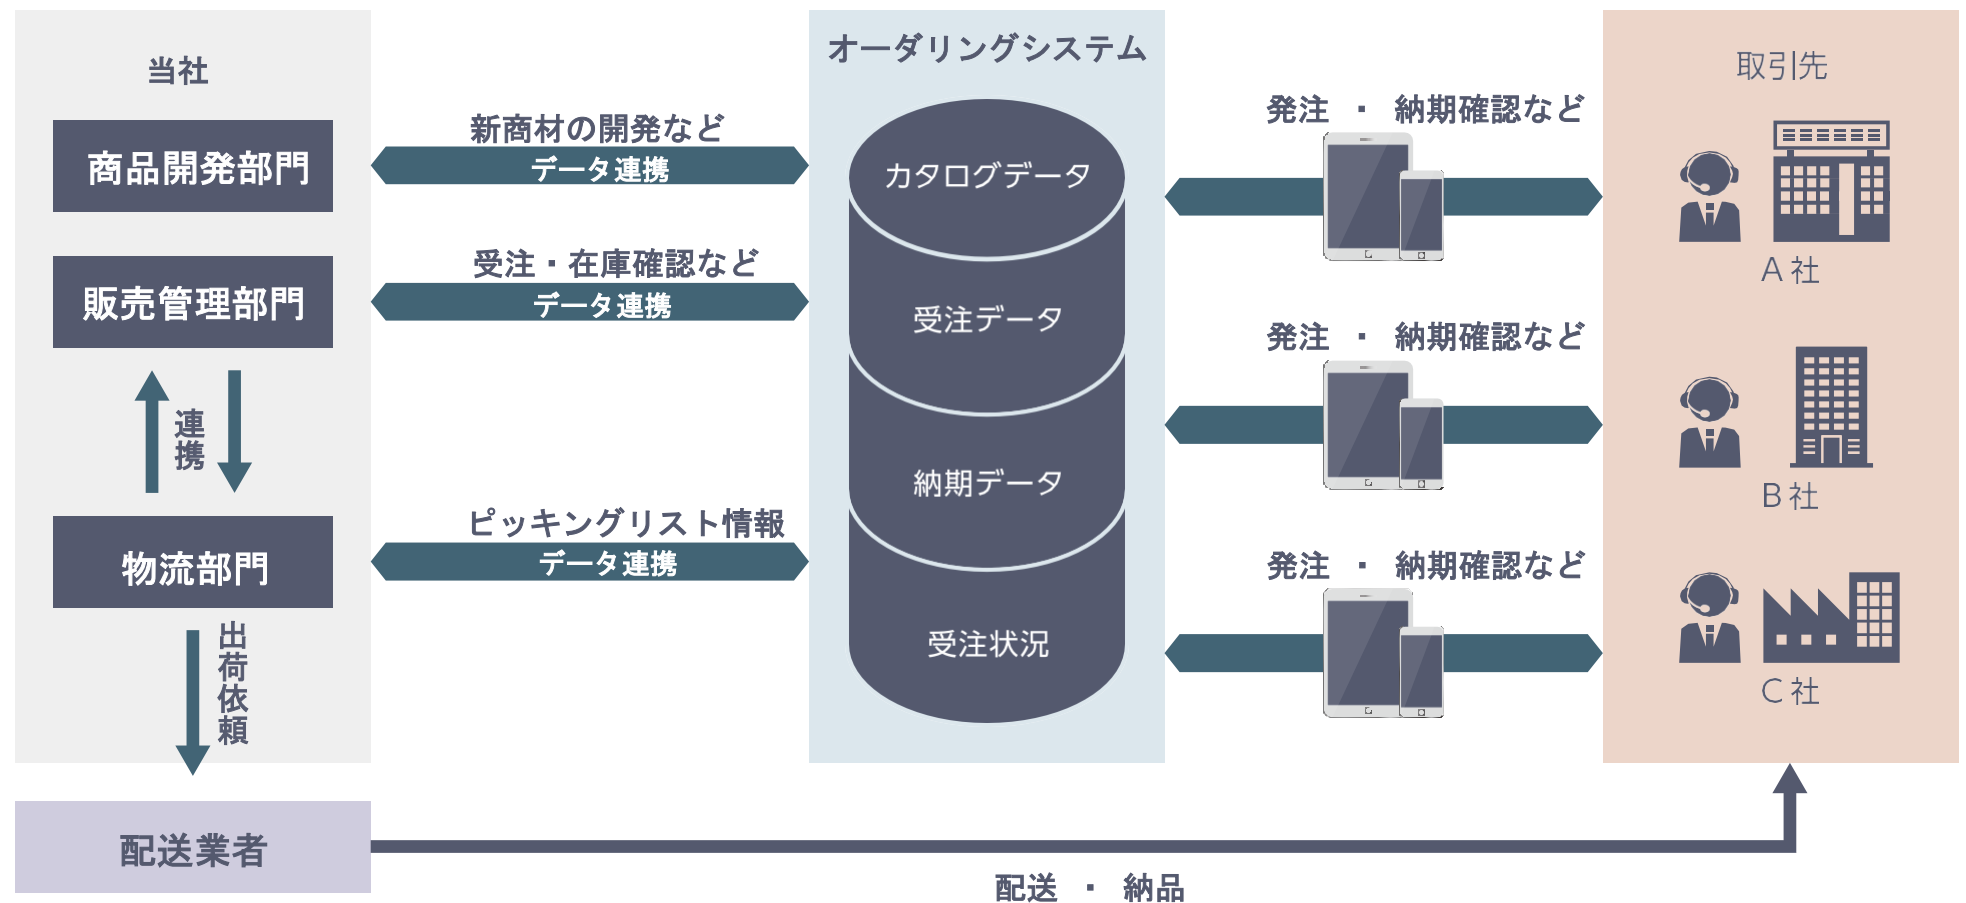 当社
商品開発部門
販売管理部門
連携
物流部門
出荷依頼
配送業者
新商材の開発など
データ連携
受注・在庫確認など
データ連携
ピッキングリスト情報
データ連携
オーダリングシステム
カタログデータ
受注データ
納期データ
受注状況
発注 ・ 納期確認など
発注 ・ 納期確認など
発注 ・ 納期確認など
取引先
A社
B社
C社
配送 ・ 納品